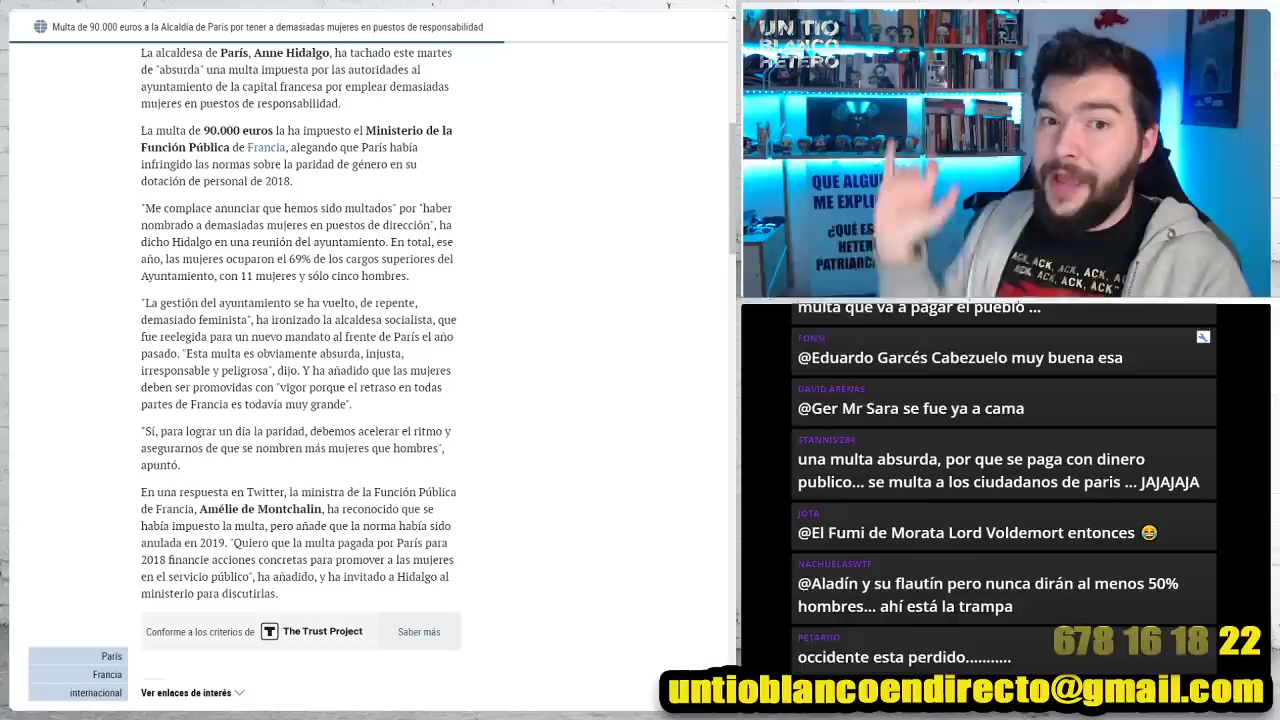 Multa de 90.000 euros a la Alcaldía de París por tener a demasiadas mujeres en puestos de responsabilidad
La alcaldesa de París, Anne Hidalgo, ha tachado este martes
de "absurda" una multa impuesta por las autoridades al
ayuntamiento de la capital francesa por emplear demasiadas
mujeres en puestos de responsabilidad.
La multa de 90.000 euros la ha impuesto el Ministerio de la
Función Pública de Francia, alegando que París había
infringido las normas sobre la paridad de género en su
dotación de personal de 2018.
"Me complace anunciar que hemos sido multados" por "haber
nombrado a demasiadas mujeres en puestos de dirección", ha
dicho Hidalgo en una reunión del ayuntamiento. En total, ese
año, las mujeres ocuparon el 69% de los cargos superiores del
Ayuntamiento, con 11 mujeres y sólo cinco hombres.
"La gestión del ayuntamiento se ha vuelto, de repente,
demasiado feminista", ha ironizado la alcaldesa socialista, que
fue reelegida para un nuevo mandato al frente de París el año
pasado. "Esta multa es obviamente absurda, injusta,
irresponsable y peligrosa", dijo. Y ha añadido que las mujeres
deben ser promovidas con "vigor porque el retraso en todas
partes de Francia es todavía muy grande".
"Sí, para lograr un día la paridad, debemos acelerar el ritmo y
asegurarnos de que se nombren más mujeres que hombres",
apuntó.
En una respuesta en Twitter, la ministra de la Función Pública
de Francia, Amélie de Montchalin, ha reconocido que se
había impuesto la multa, pero añade que la norma había sido
anulada en 2019. "Quiero que la multa pagada por París para
2018 financie acciones concretas para promover a las mujeres
en el servicio público", ha añadido, y ha invitado a Hidalgo al
ministerio para discutirlas.
Conforme a los criterios de The Trust Project Saber más
París
Francia
internacional
Ver enlaces de interés
UN TIO
BLANCO
HETERO
QUE ALGU
ME EXPLI
¿QUÉ ES
HETER
PATRIARC
ACK, ACK, ACK,
ACK, ACK, ACK
multa que va a pagar el pueblo ...
FONSI
@Eduardo Garcés Cabezuelo muy buena esa
DAVID ARENAS
@Ger Mr Sara se fue ya a cama
STANNIS'284
una multa absurda, por que se paga con dinero
publico... se multa a los ciudadanos de paris ... JAJAJAJA
JOTA
@El Fumi de Morata Lord Voldemort entonces 😂
NACHUELASWTF
@Aladín y su flautín pero nunca dirán al menos 50%
hombres... ahí está la trampa
PETARDO
occidente esta perdido...........
678 16 18 22
untioblancoendirecto@gmail.com